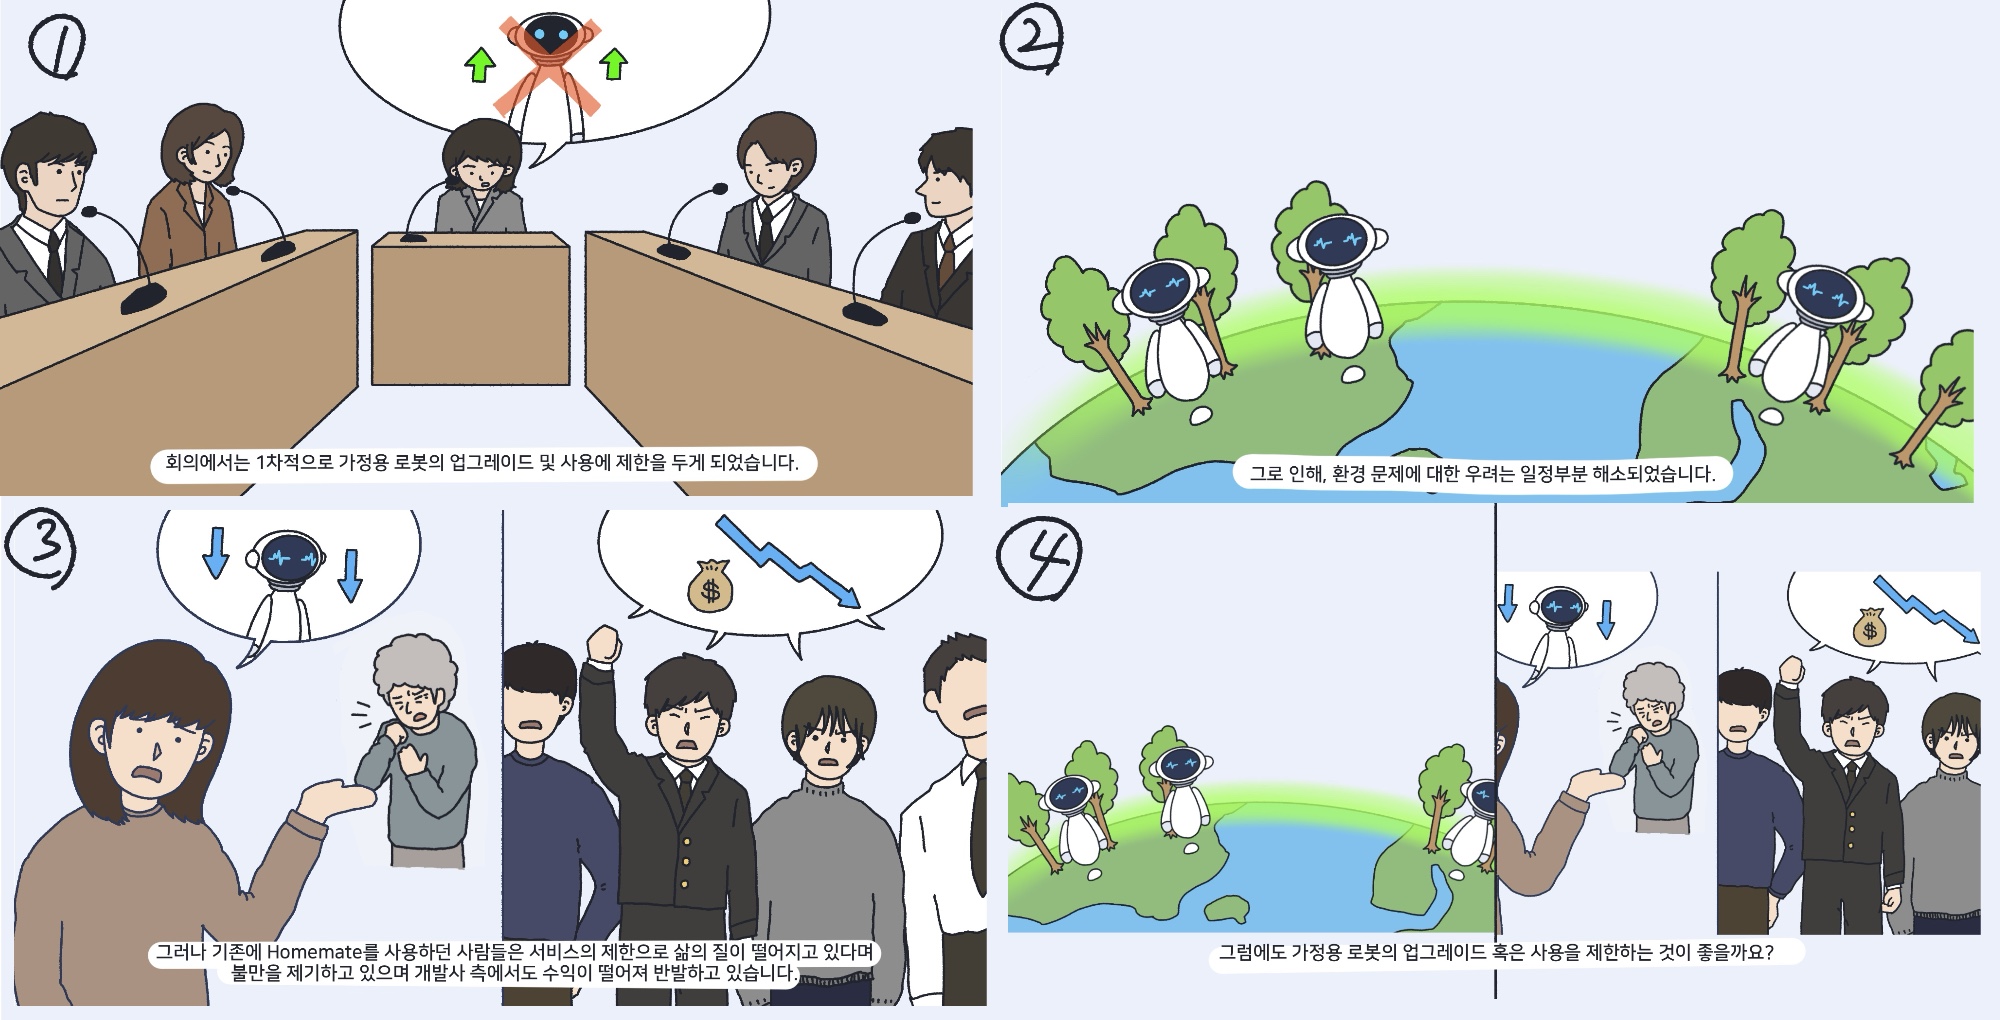 ①
회의에서는 1차적으로 가정용 로봇의 업그레이드 및 사용에 제한을 두게 되었습니다.
②
그로 인해, 환경 문제에 대한 우려는 일정부분 해소되었습니다.
③
$
그러나 기존에 Homemate를 사용하던 사람들은 서비스의 제한으로 삶의 질이 떨어지고 있다며
불만을 제기하고 있으며 개발사 측에서도 수익이 떨어져 반발하고 있습니다.
④
$
그럼에도 가정용 로봇의 업그레이드 혹은 사용을 제한하는 것이 좋을까요?